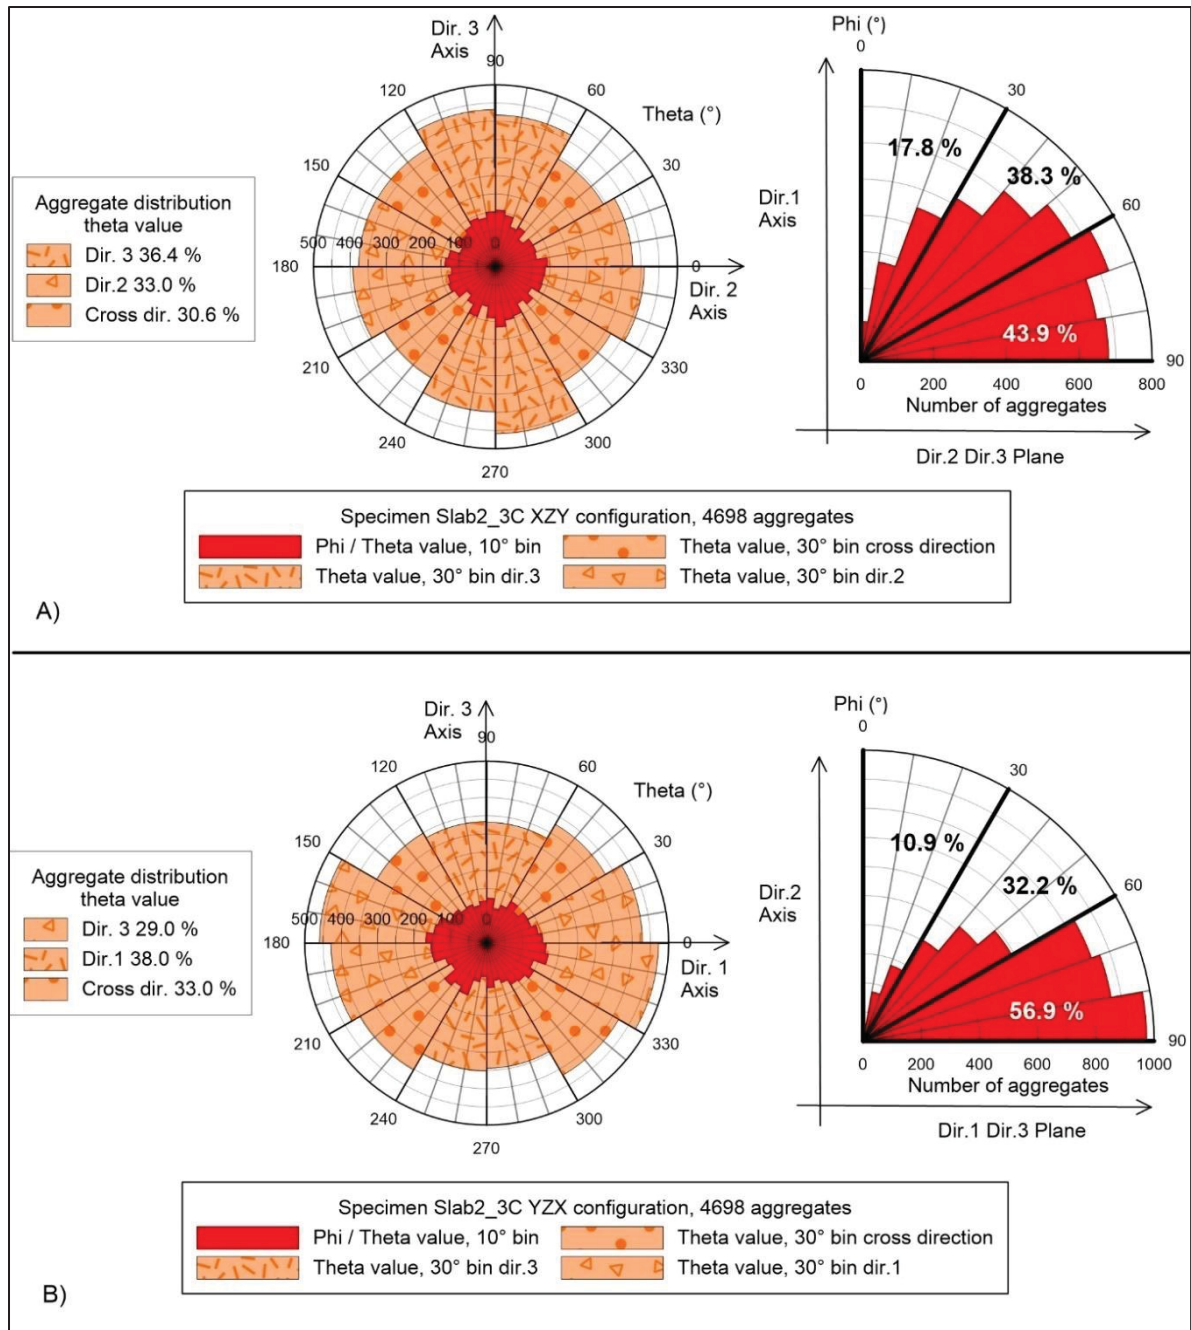 A)
Dir. 3
Axis
90
120
60
Theta (°)
150
30
500 400 300 200 100 0
180
0
Dir. 2
Axis
210
330
240
300
270
Aggregate distribution
theta value
Dir. 3 36.4 %
Dir.2 33.0 %
Cross dir. 30.6 %
Phi (°)
0
30
17.8 %
38.3 %
Dir.1
Axis
60
43.9 %
90
0 200 400 600 800
Number of aggregates
Dir.2 Dir.3 Plane
Specimen Slab2_3C XZY configuration, 4698 aggregates
Phi / Theta value, 10° bin
Theta value, 30° bin cross direction
Theta value, 30° bin dir.3
Theta value, 30° bin dir.2
B)
Dir. 3
Axis
90
120
60
Theta (°)
150
30
500 400 300 200 100 0
180
0
Dir. 1
Axis
210
330
240
300
270
Aggregate distribution
theta value
Dir. 3 29.0 %
Dir.1 38.0 %
Cross dir. 33.0 %
Phi (°)
0
30
10.9 %
32.2 %
Dir.2
Axis
60
56.9 %
90
0 200 400 600 800 1000
Number of aggregates
Dir.1 Dir.3 Plane
Specimen Slab2_3C YZX configuration, 4698 aggregates
Phi / Theta value, 10° bin
Theta value, 30° bin cross direction
Theta value, 30° bin dir.3
Theta value, 30° bin dir.1